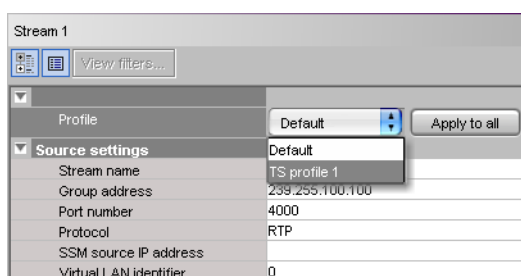 Stream 1
View filters...
Profile Default Apply to all
Default
TS profile 1
Source settings
Stream name
Group address 239.255.100.100
Port number 4000
Protocol RTP
SSM source IP address
Virtual LAN identifier 0